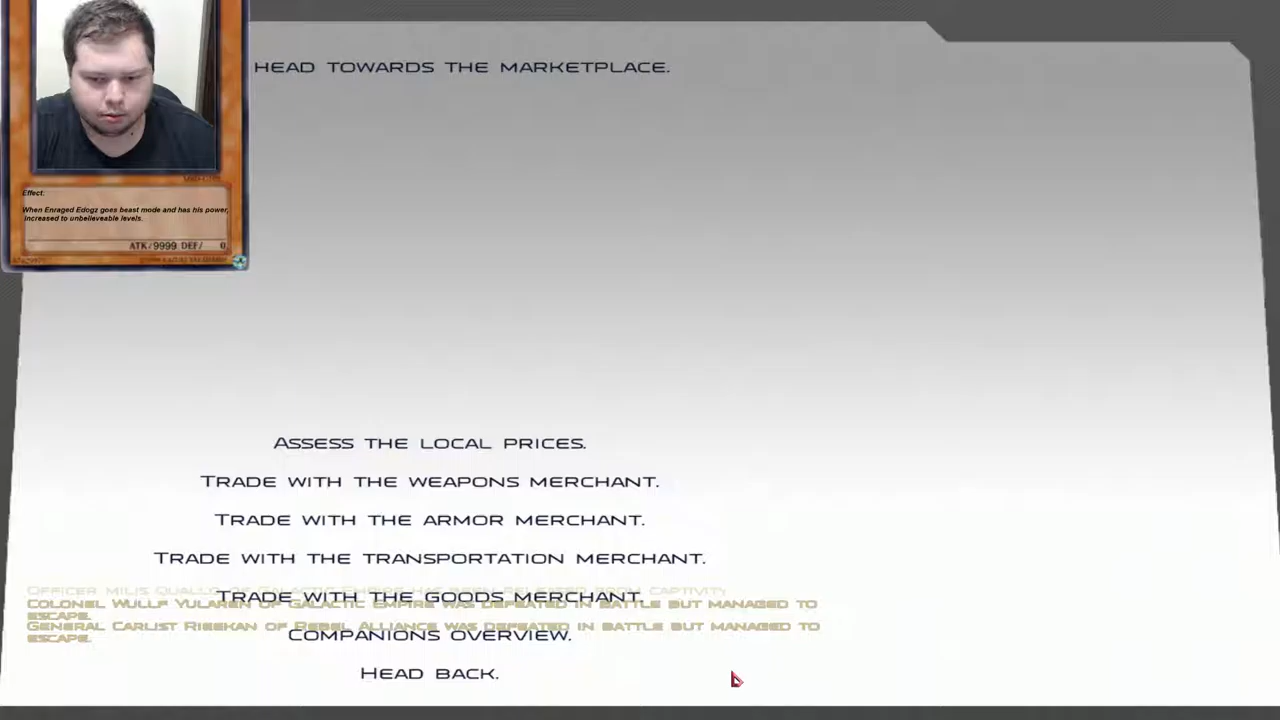 HEAD TOWARDS THE MARKETPLACE.
Effect:
When Enraged Edogz goes beast mode and has his power,
increased to unbelieveable levels.
ATK/9999 DEF/ 0
ASSESS THE LOCAL PRICES.
TRADE WITH THE WEAPONS MERCHANT.
TRADE WITH THE ARMOR MERCHANT.
TRADE WITH THE TRANSPORTATION MERCHANT.
OFFICER MILIS
CAPTIVITY
TRADE WITH THE GOODS MERCHANT.
COLONEL WULLF YULAREN OF GALACTIC EMPIRE WAS DEFEATED IN BATTLE BUT MANAGED TO
ESCAPE.
GENERAL CARLIST RIEEKAN OF REBEL ALLIANCE WAS DEFEATED IN BATTLE BUT MANAGED TO
ESCAPE.
COMPANIONS OVERVIEW.
HEAD BACK.